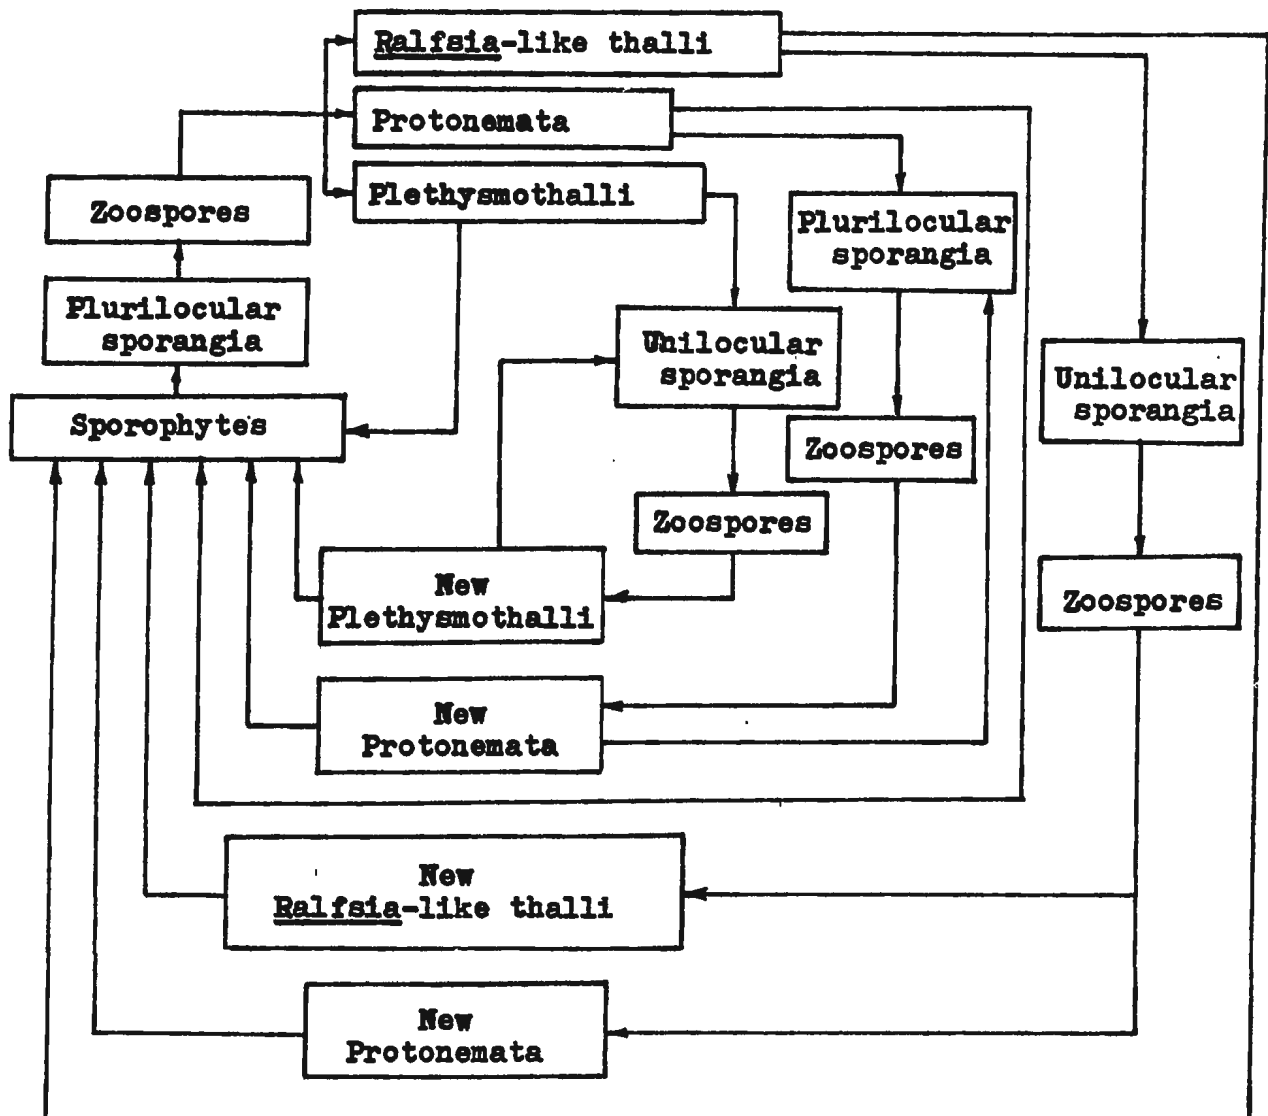 Ralfsia-like thalli
Protonemata
Plethysmothalli
Zoospores
Plurilocular
sporangia
Sporophytes
Plurilocular
sporangia
Unilocular
sporangia
Unilocular
sporangia
Zoospores
Zoospores
Zoospores
New
Plethysmothalli
New
Protonemata
New
Ralfsia-like thalli
New
Protonemata